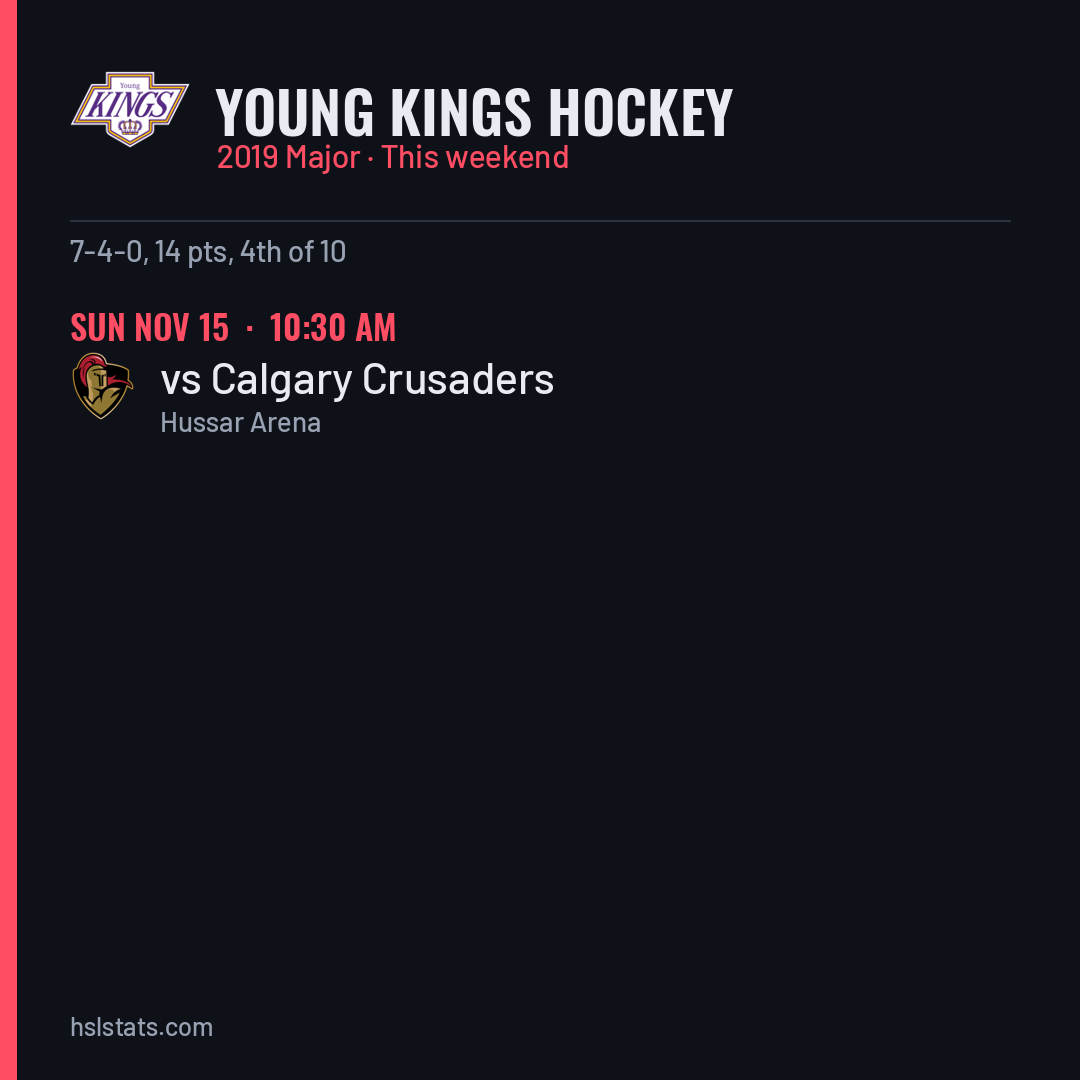 Young
KINGS
YOUNG KINGS HOCKEY
2019 Major · This weekend
7-4-0, 14 pts, 4th of 10
SUN NOV 15 · 10:30 AM
vs Calgary Crusaders
Hussar Arena
hslstats.com